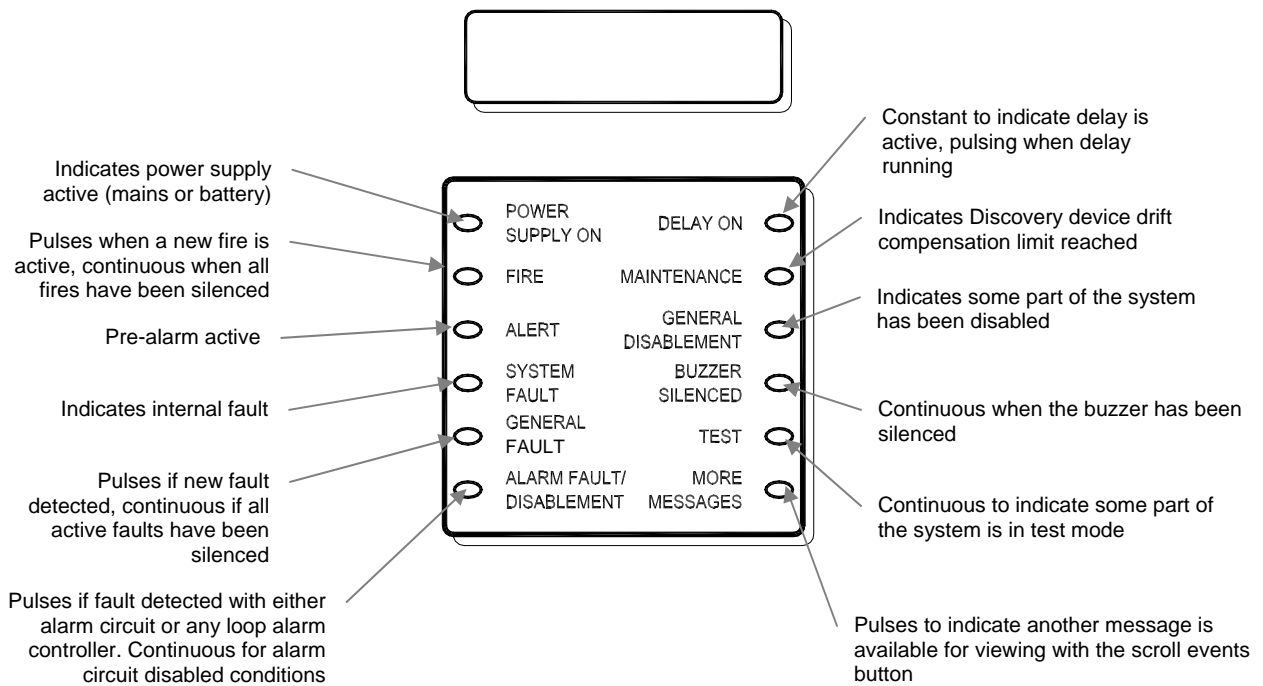 Indicates power supply
active (mains or battery)
Pulses when a new fire is
active, continuous when all
fires have been silenced
Pre-alarm active
Indicates internal fault
Pulses if new fault
detected, continuous if all
active faults have been
silenced
Pulses if fault detected with either
alarm circuit or any loop alarm
controller. Continuous for alarm
circuit disabled conditions
POWER
SUPPLY ON
FIRE
ALERT
SYSTEM
FAULT
GENERAL
FAULT
ALARM FAULT/
DISABLEMENT
DELAY ON
MAINTENANCE
GENERAL
DISABLEMENT
BUZZER
SILENCED
TEST
MORE
MESSAGES
Constant to indicate delay is
active, pulsing when delay
running
Indicates Discovery device drift
compensation limit reached
Indicates some part of the system
has been disabled
Continuous when the buzzer has been
silenced
Continuous to indicate some part of
the system is in test mode
Pulses to indicate another message is
available for viewing with the scroll events
button